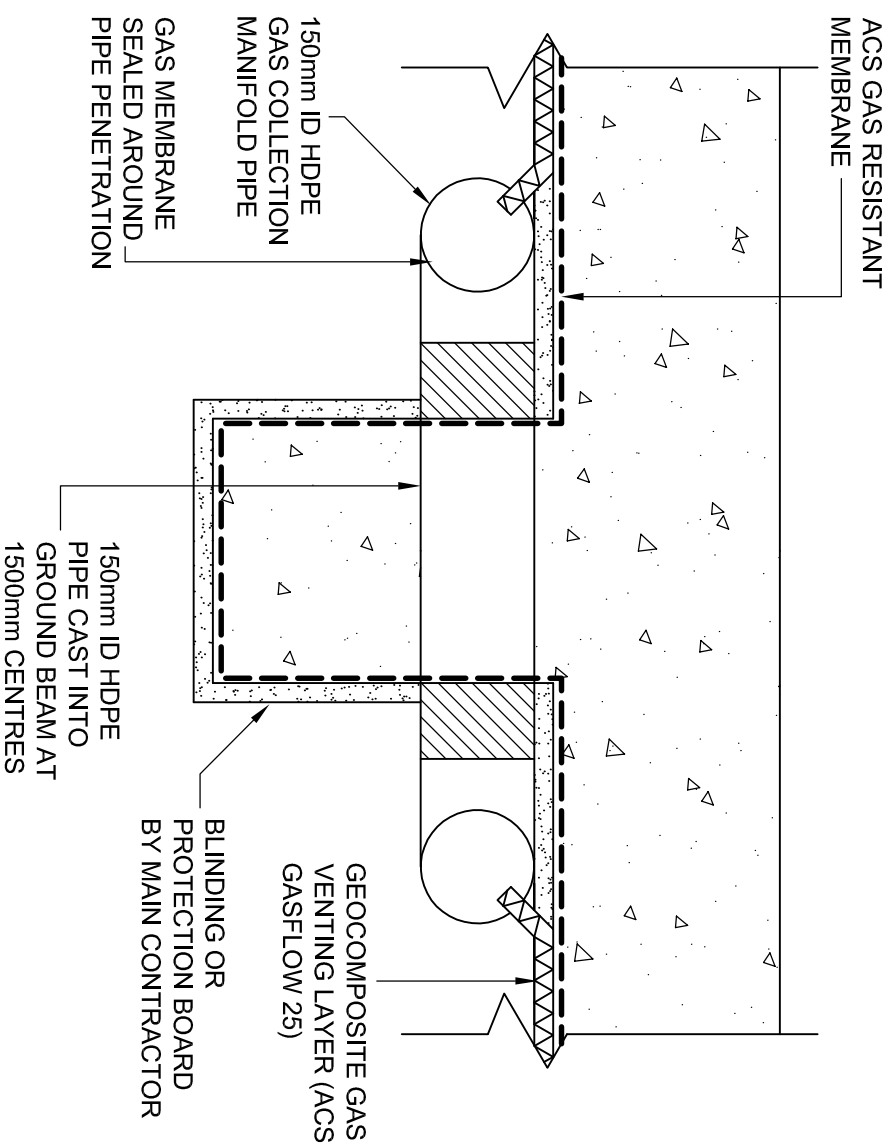 ACS GAS RESISTANT
MEMBRANE
150mm ID HDPE
GAS COLLECTION
MANIFOLD PIPE
GAS MEMBRANE
SEALED AROUND
PIPE PENETRATION
GEOCOMPOSITE GAS
VENTING LAYER (ACS
GASFLOW 25)
BLINDING OR
PROTECTION BOARD
BY MAIN CONTRACTOR
150mm ID HDPE
PIPE CAST INTO
GROUND BEAM AT
1500mm CENTRES